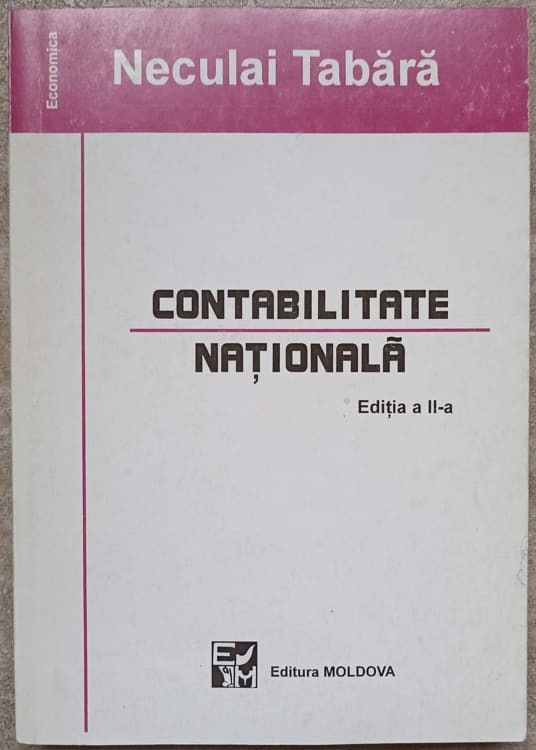 Economica
Neculai Tabără
CONTABILITATE
NAȚIONALĂ
Ediția a II-a
E M
Editura MOLDOVA